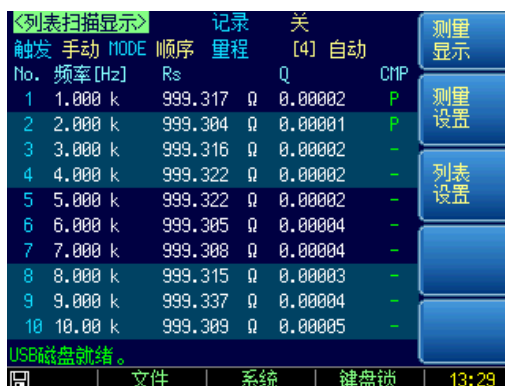 <列表扫描显示> 记录 关
触发 手动 MODE 顺序 量程 [4] 自动
No. 频率[Hz] Rs Q CMP
1 1.000 k 999.317 Ω 0.00002 P
2 2.000 k 999.304 Ω 0.00001 P
3 3.000 k 999.316 Ω 0.00002 -
4 4.000 k 999.322 Ω 0.00002 -
5 5.000 k 999.322 Ω 0.00002 -
6 6.000 k 999.305 Ω 0.00004 -
7 7.000 k 999.308 Ω 0.00004 -
8 8.000 k 999.315 Ω 0.00003 -
9 9.000 k 999.337 Ω 0.00004 -
10 10.00 k 999.309 Ω 0.00005 -
USB磁盘就绪。
文件 系统 键盘锁 13:29
测量
显示
测量
设置
列表
设置